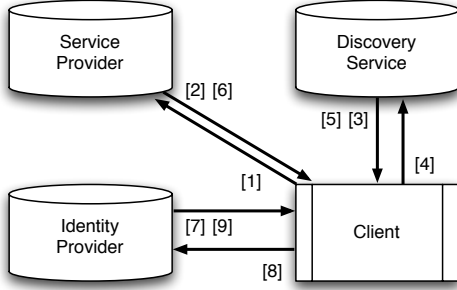 Service
Provider
Discovery
Service
[2] [6]
[5] [3]
[4]
[1]
Identity
Provider
[7] [9]
Client
[8]